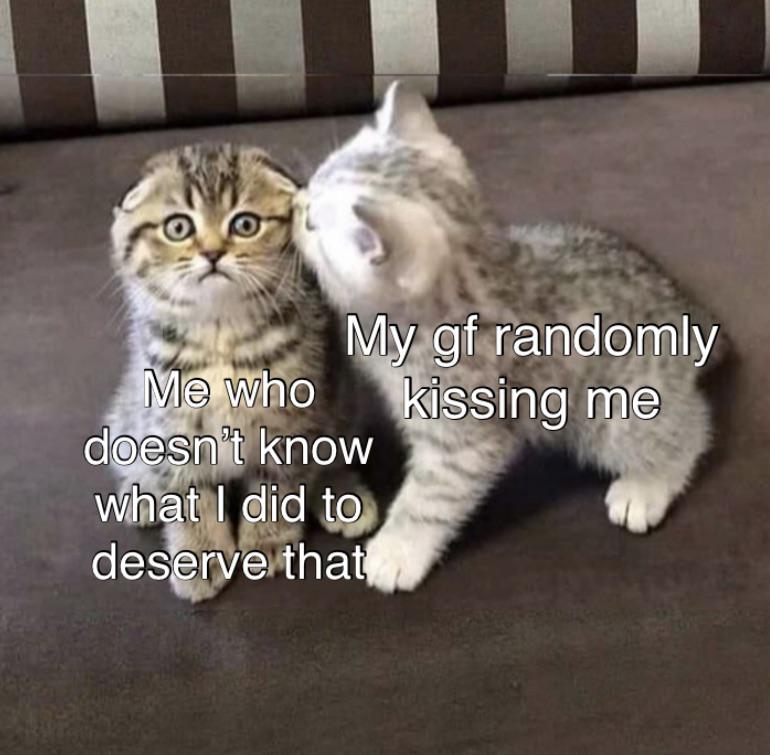 My gf randomly
kissing me
Me who
doesn't know
what I did to
deserve that